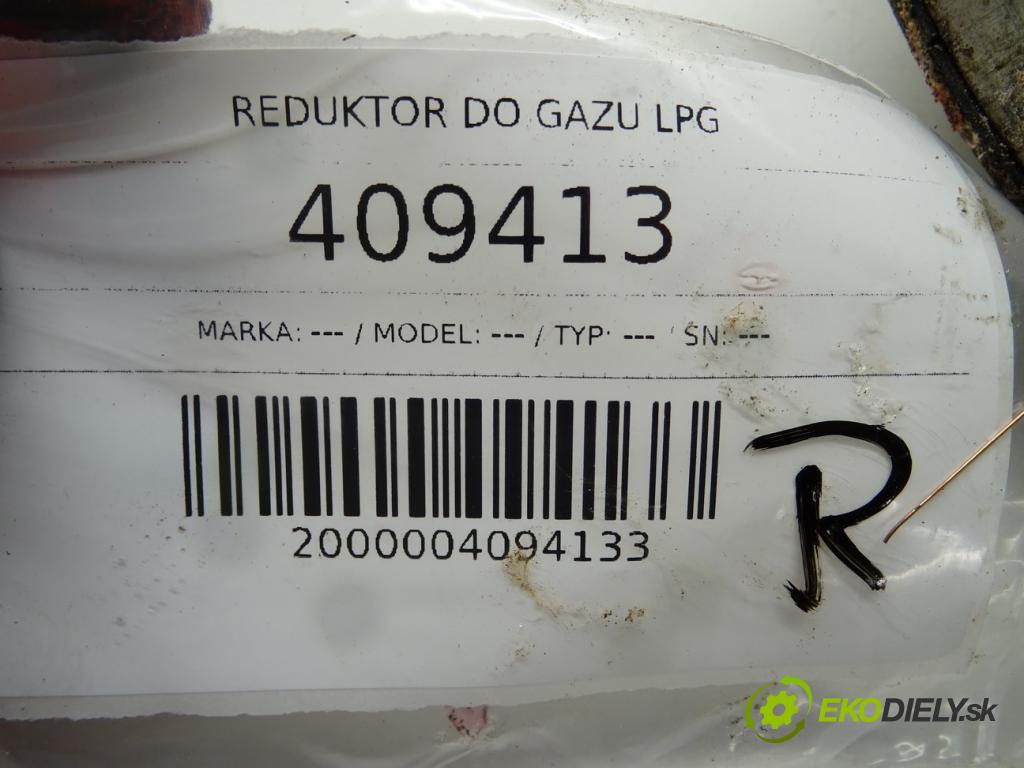 REDUKTOR DO GAZU LPG
409413
MARKA: --- / MODEL: --- / TYP: --- / SN: ---
2000004094133
R
EKODIELY.sk